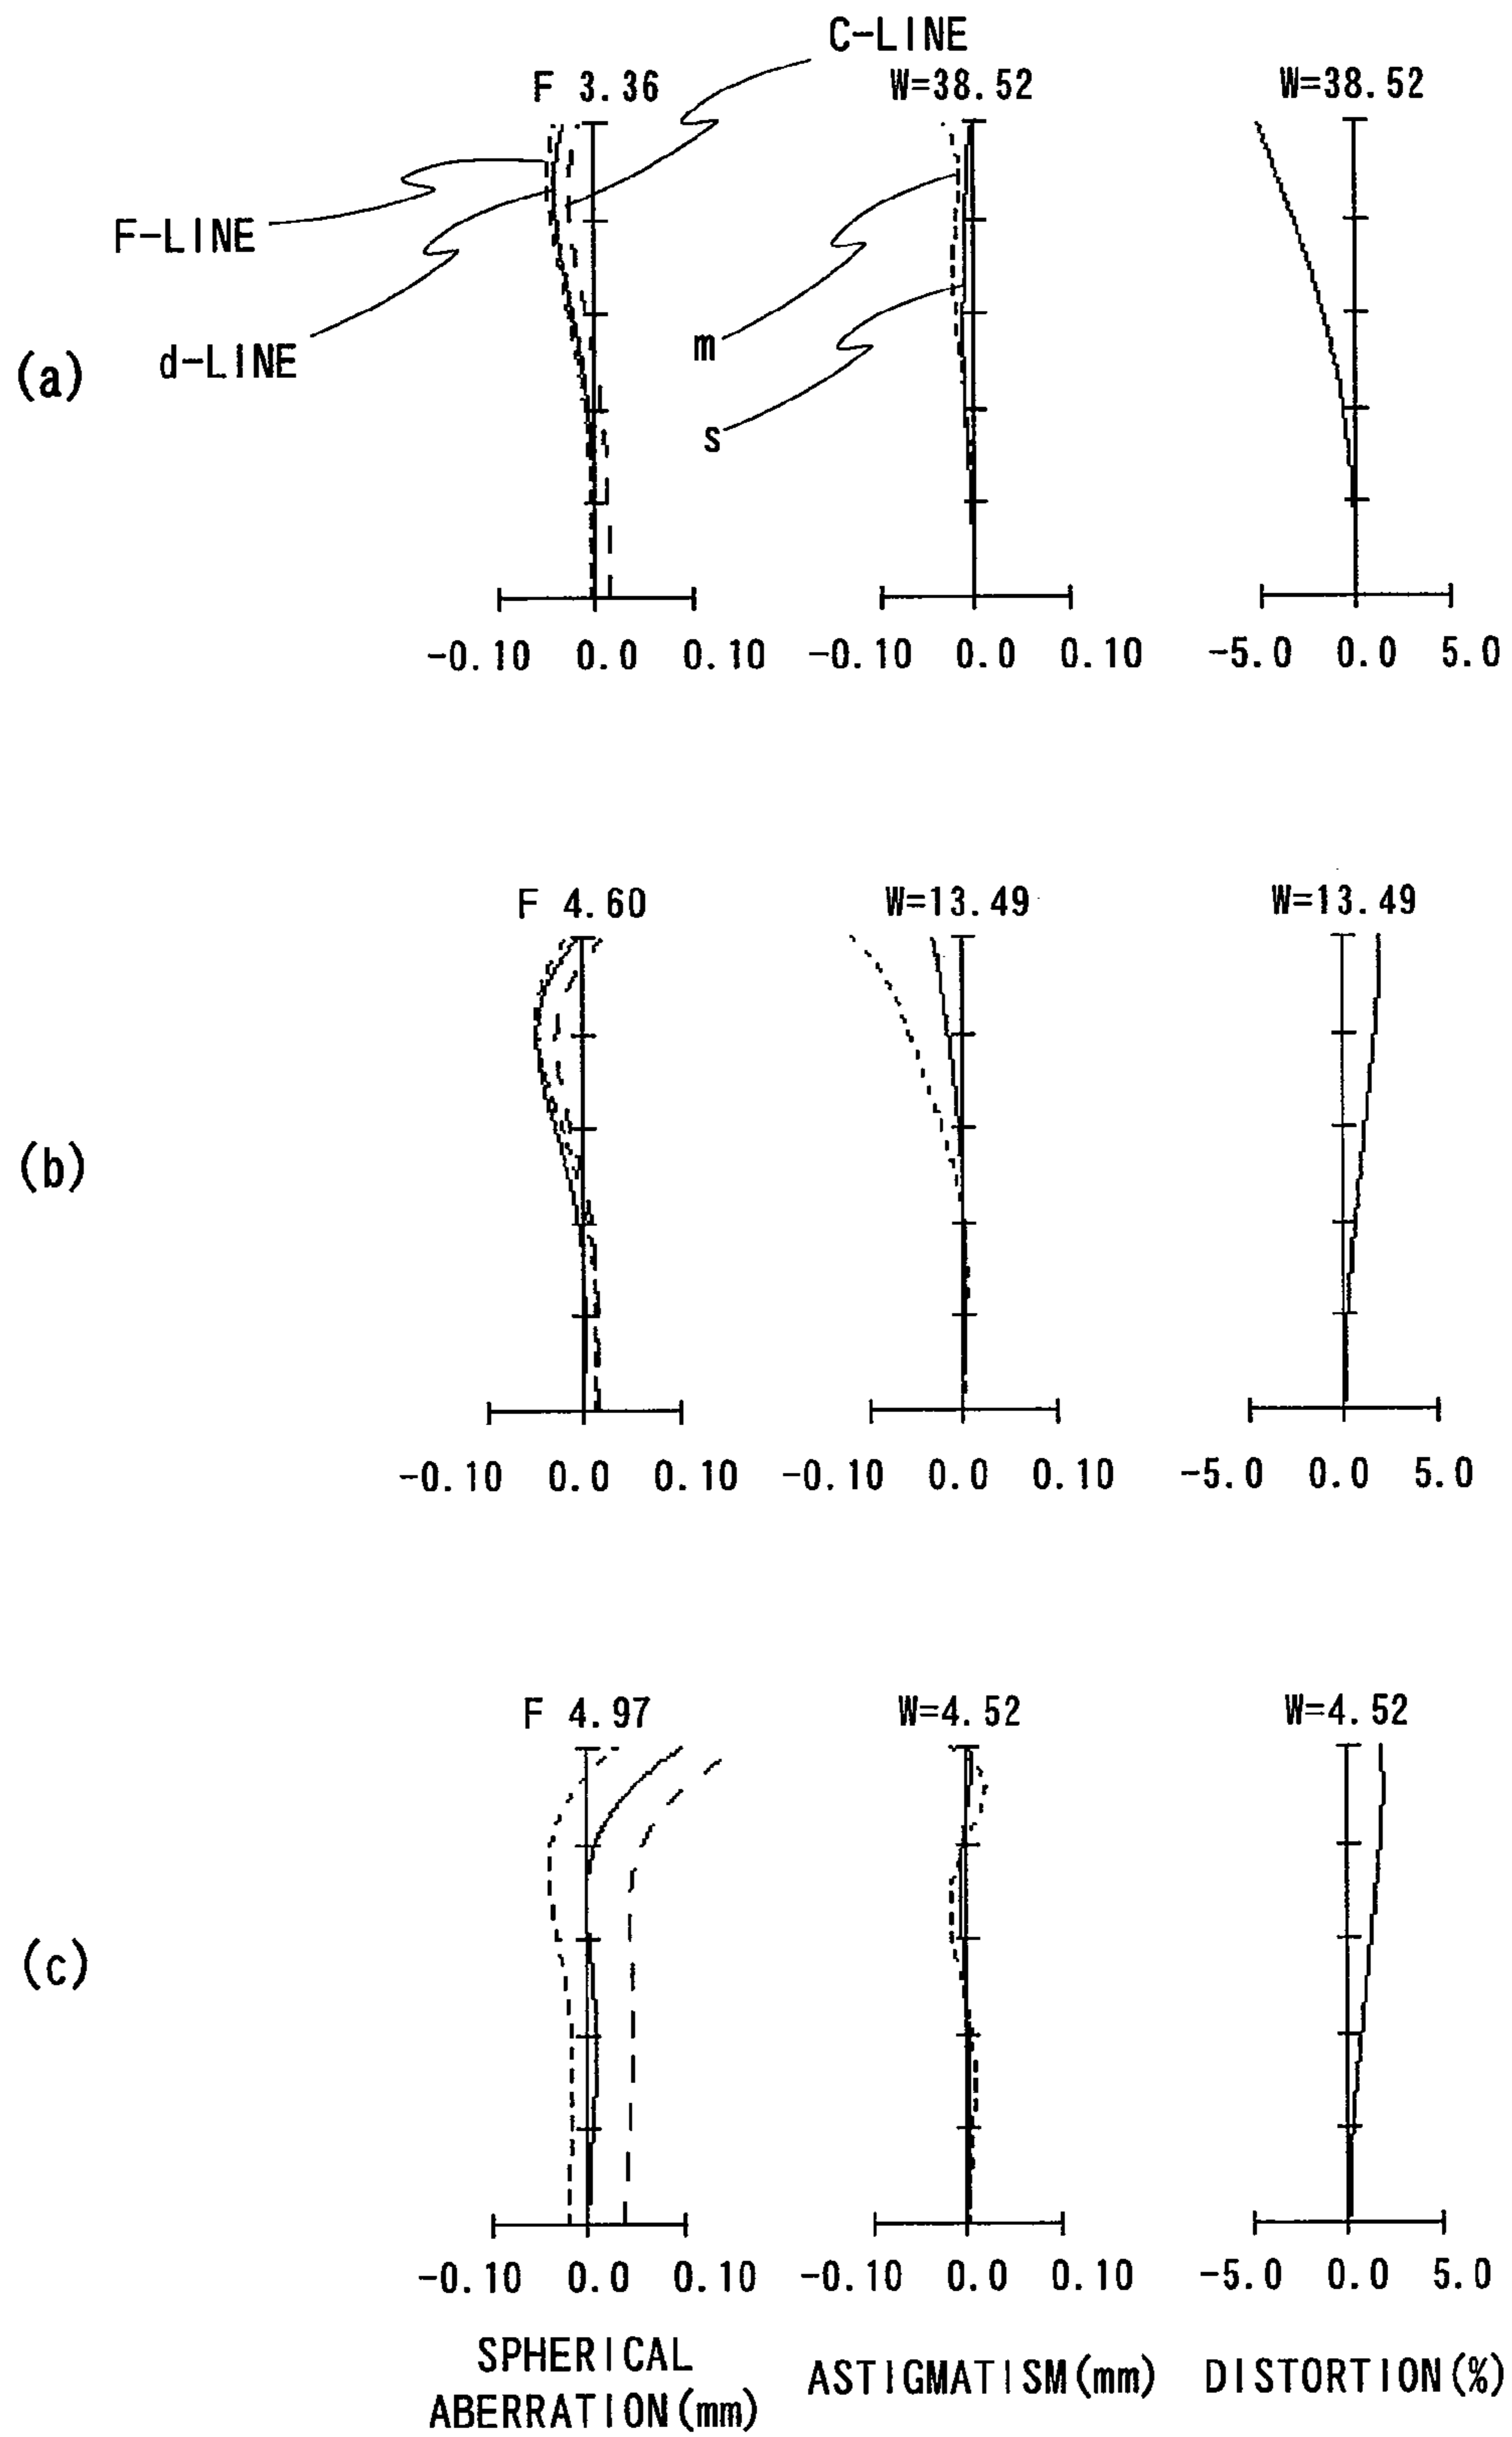 C-LINE
F 3.36 W=38.52 W=38.52
F-LINE
d-LINE
m
s
(a)
-0.10 0.0 0.10 -0.10 0.0 0.10 -5.0 0.0 5.0
F 4.60 W=13.49 W=13.49
(b)
-0.10 0.0 0.10 -0.10 0.0 0.10 -5.0 0.0 5.0
F 4.97 W=4.52 W=4.52
(c)
-0.10 0.0 0.10 -0.10 0.0 0.10 -5.0 0.0 5.0
SPHERICAL
ABERRATION(mm) ASTIGMATISM(mm) DISTORTION(%)